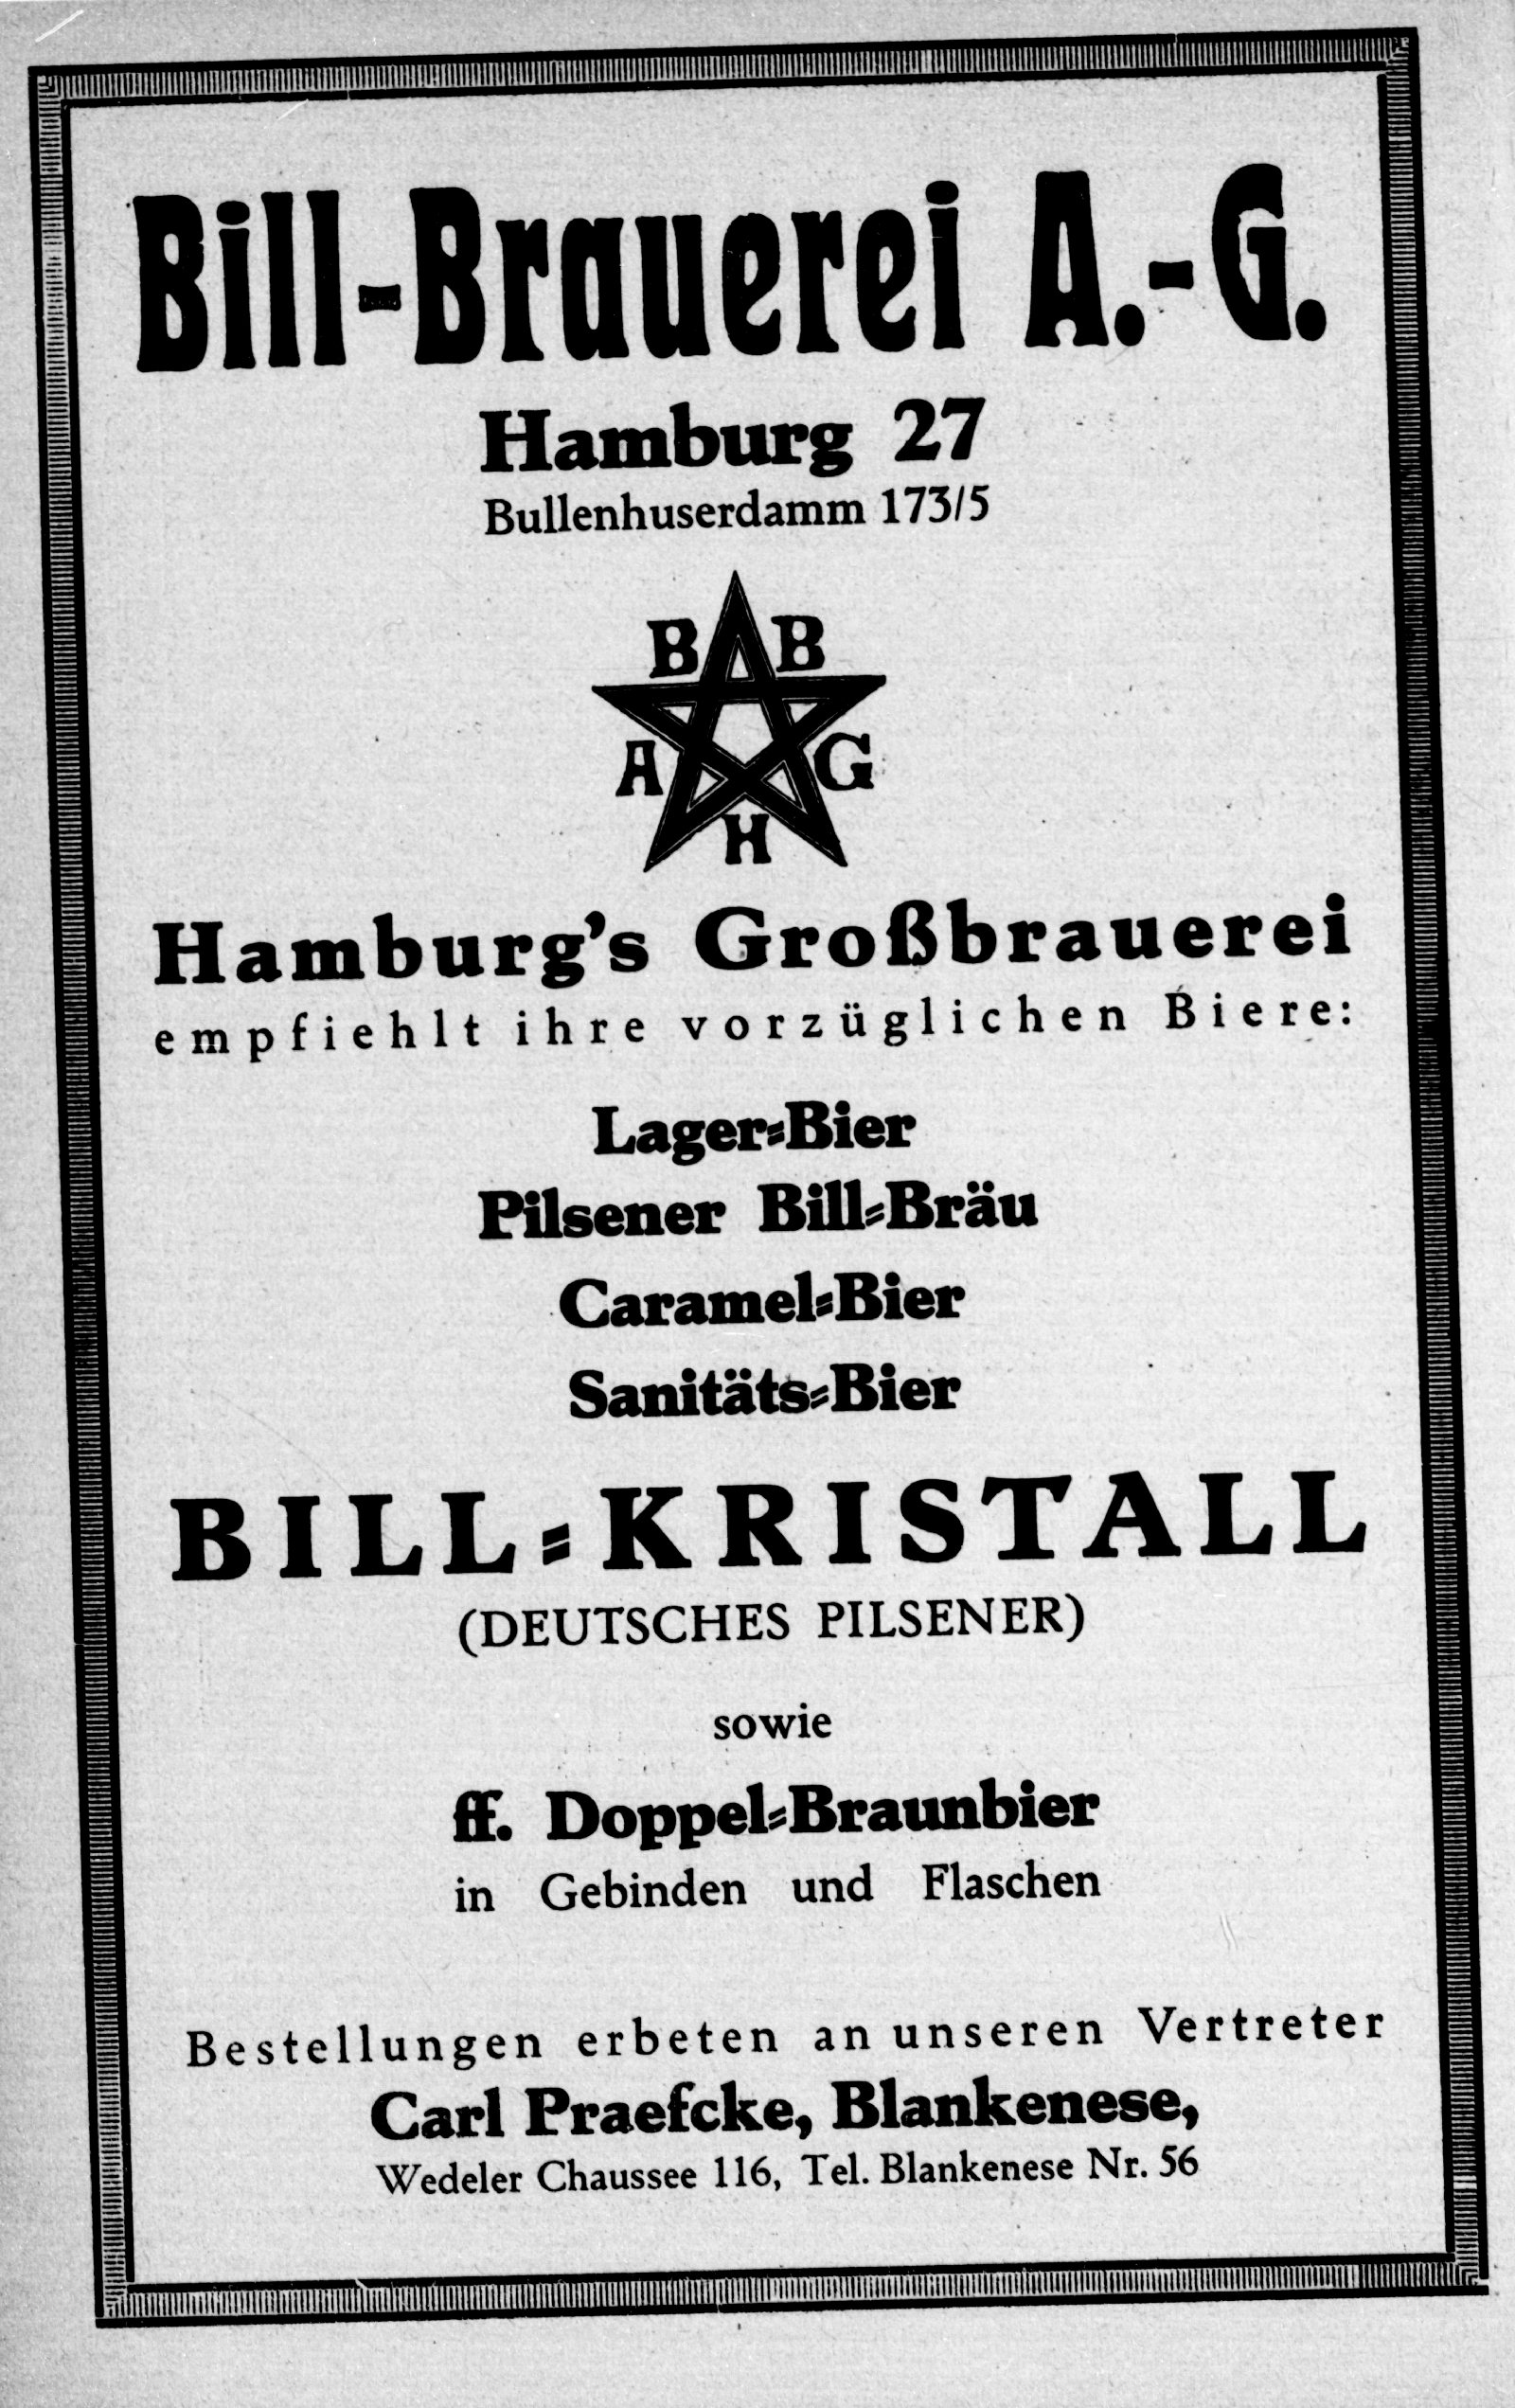 Bill-Brauerei A.-G.
Hamburg 27
Bullenhuserdamm 173/5
B B
A G
H
Hamburg's Großbrauerei
empfiehlt ihre vorzüglichen Biere:
Lager-Bier
Pilsener Bill-Bräu
Caramel-Bier
Sanitäts-Bier
BILL-KRISTALL
(DEUTSCHES PILSENER)
sowie
ff. Doppel-Braunbier
in Gebinden und Flaschen
Bestellungen erbeten an unseren Vertreter
Carl Praefcke, Blankenese,
Wedeler Chaussee 116, Tel. Blankenese Nr. 56